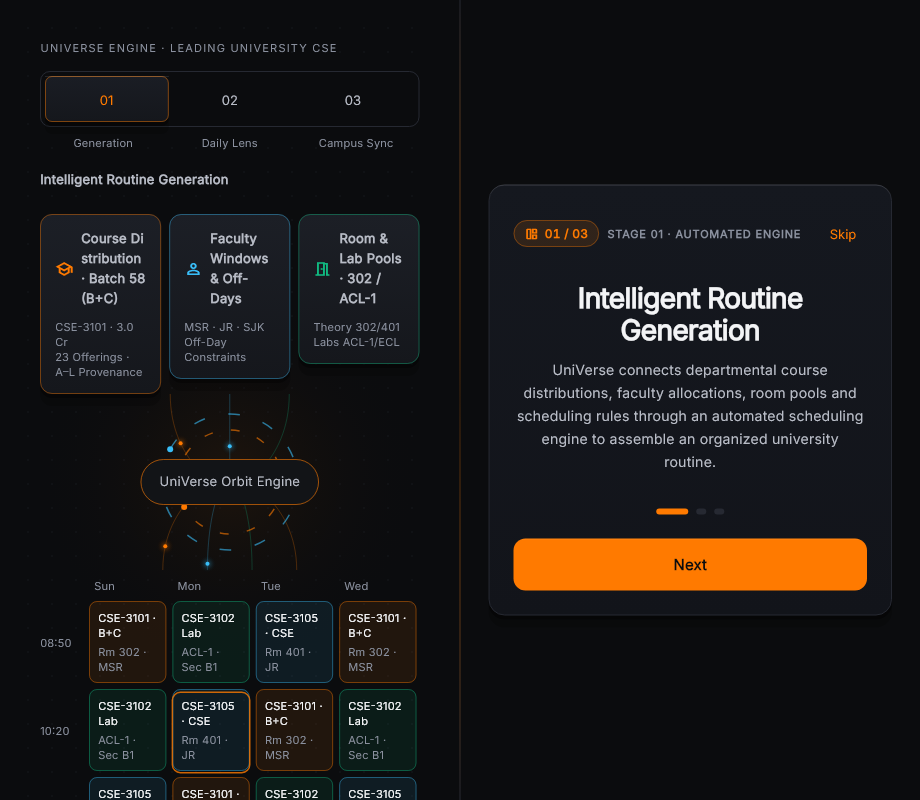 UNIVERSE ENGINE · LEADING UNIVERSITY CSE
01
02
03
Generation
Daily Lens
Campus Sync
Intelligent Routine Generation
Course Di
stribution
· Batch 58
(B+C)
CSE-3101 · 3.0
Cr
23 Offerings ·
A–L Provenance
Faculty
Windows
& Off-
Days
MSR · JR · SJK
Off-Day
Constraints
Room &
Lab Pools
· 302 /
ACL-1
Theory 302/401
Labs ACL-1/ECL
UniVerse Orbit Engine
Sun
Mon
Tue
Wed
08:50
CSE-3101 ·
B+C
Rm 302 ·
MSR
CSE-3102
Lab
ACL-1 ·
Sec B1
CSE-3105
· CSE
Rm 401 ·
JR
CSE-3101 ·
B+C
Rm 302 ·
MSR
10:20
CSE-3102
Lab
ACL-1 ·
Sec B1
CSE-3105
· CSE
Rm 401 ·
JR
CSE-3101 ·
B+C
Rm 302 ·
MSR
CSE-3102
Lab
ACL-1 ·
Sec B1
CSE-3105
CSE-3101 ·
CSE-3102
CSE-3105
01 / 03
STAGE 01 · AUTOMATED ENGINE
Skip
Intelligent Routine
Generation
UniVerse connects departmental course
distributions, faculty allocations, room pools and
scheduling rules through an automated scheduling
engine to assemble an organized university
routine.
Next